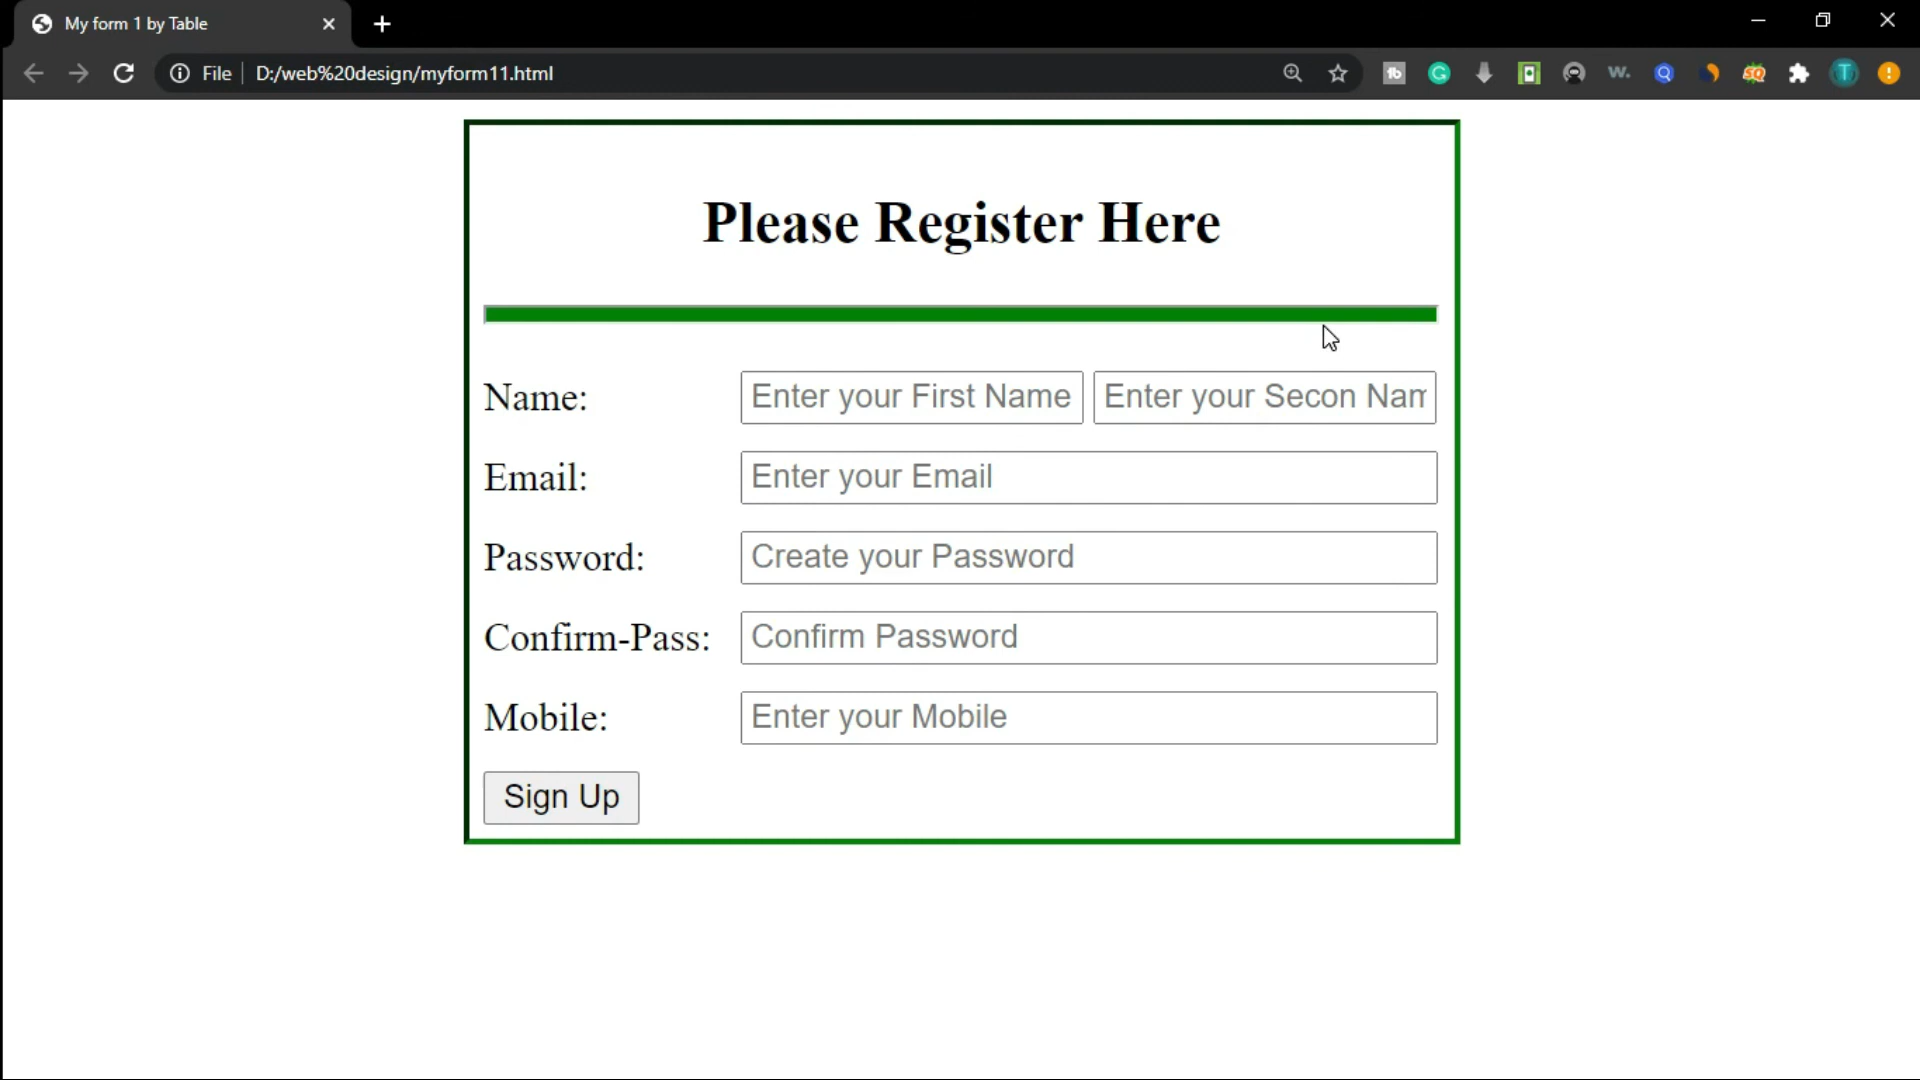 My form 1 by Table
File D:/web%20design/myform11.html
Please Register Here
Name: Enter your First Name Enter your Secon Nam
Email: Enter your Email
Password: Create your Password
Confirm-Pass: Confirm Password
Mobile: Enter your Mobile
Sign Up